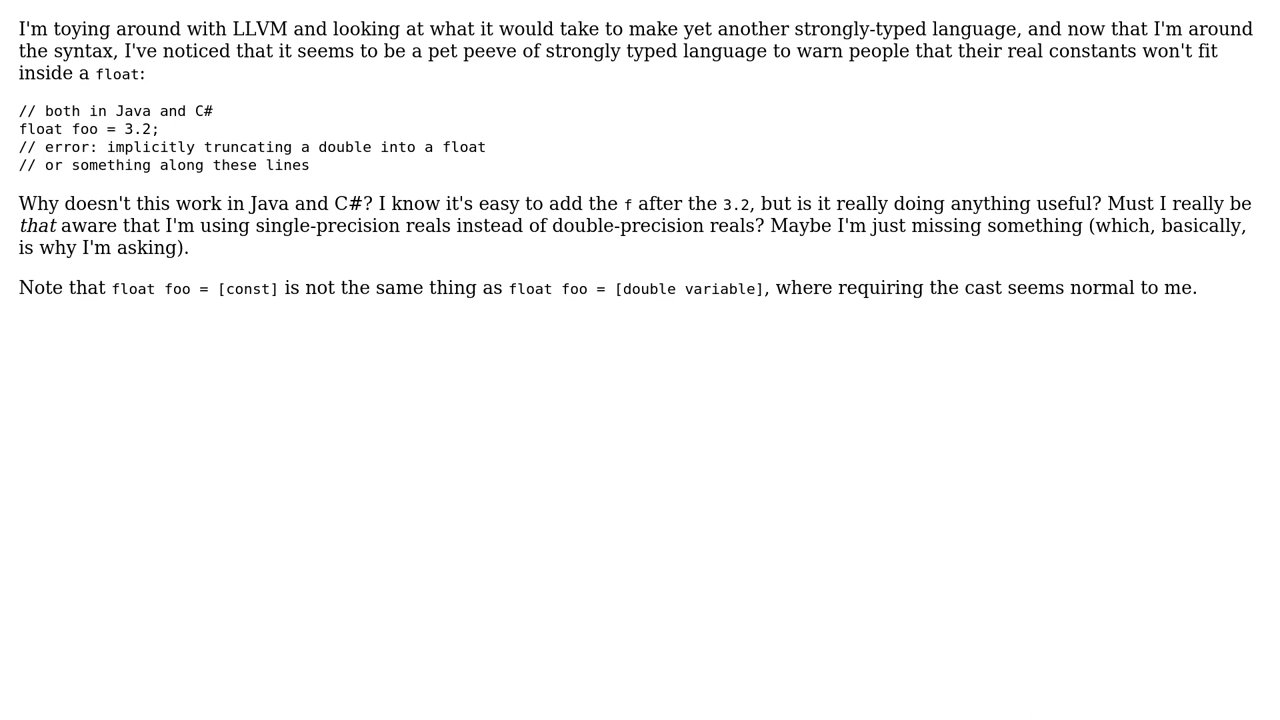 I'm toying around with LLVM and looking at what it would take to make yet another strongly-typed language, and now that I'm around
the syntax, I've noticed that it seems to be a pet peeve of strongly typed language to warn people that their real constants won't fit
inside a float:
// both in Java and C#
float foo = 3.2;
// error: implicitly truncating a double into a float
// or something along these lines
Why doesn't this work in Java and C#? I know it's easy to add the f after the 3.2, but is it really doing anything useful? Must I really be
that aware that I'm using single-precision reals instead of double-precision reals? Maybe I'm just missing something (which, basically,
is why I'm asking).
Note that float foo = [const] is not the same thing as float foo = [double variable], where requiring the cast seems normal to me.